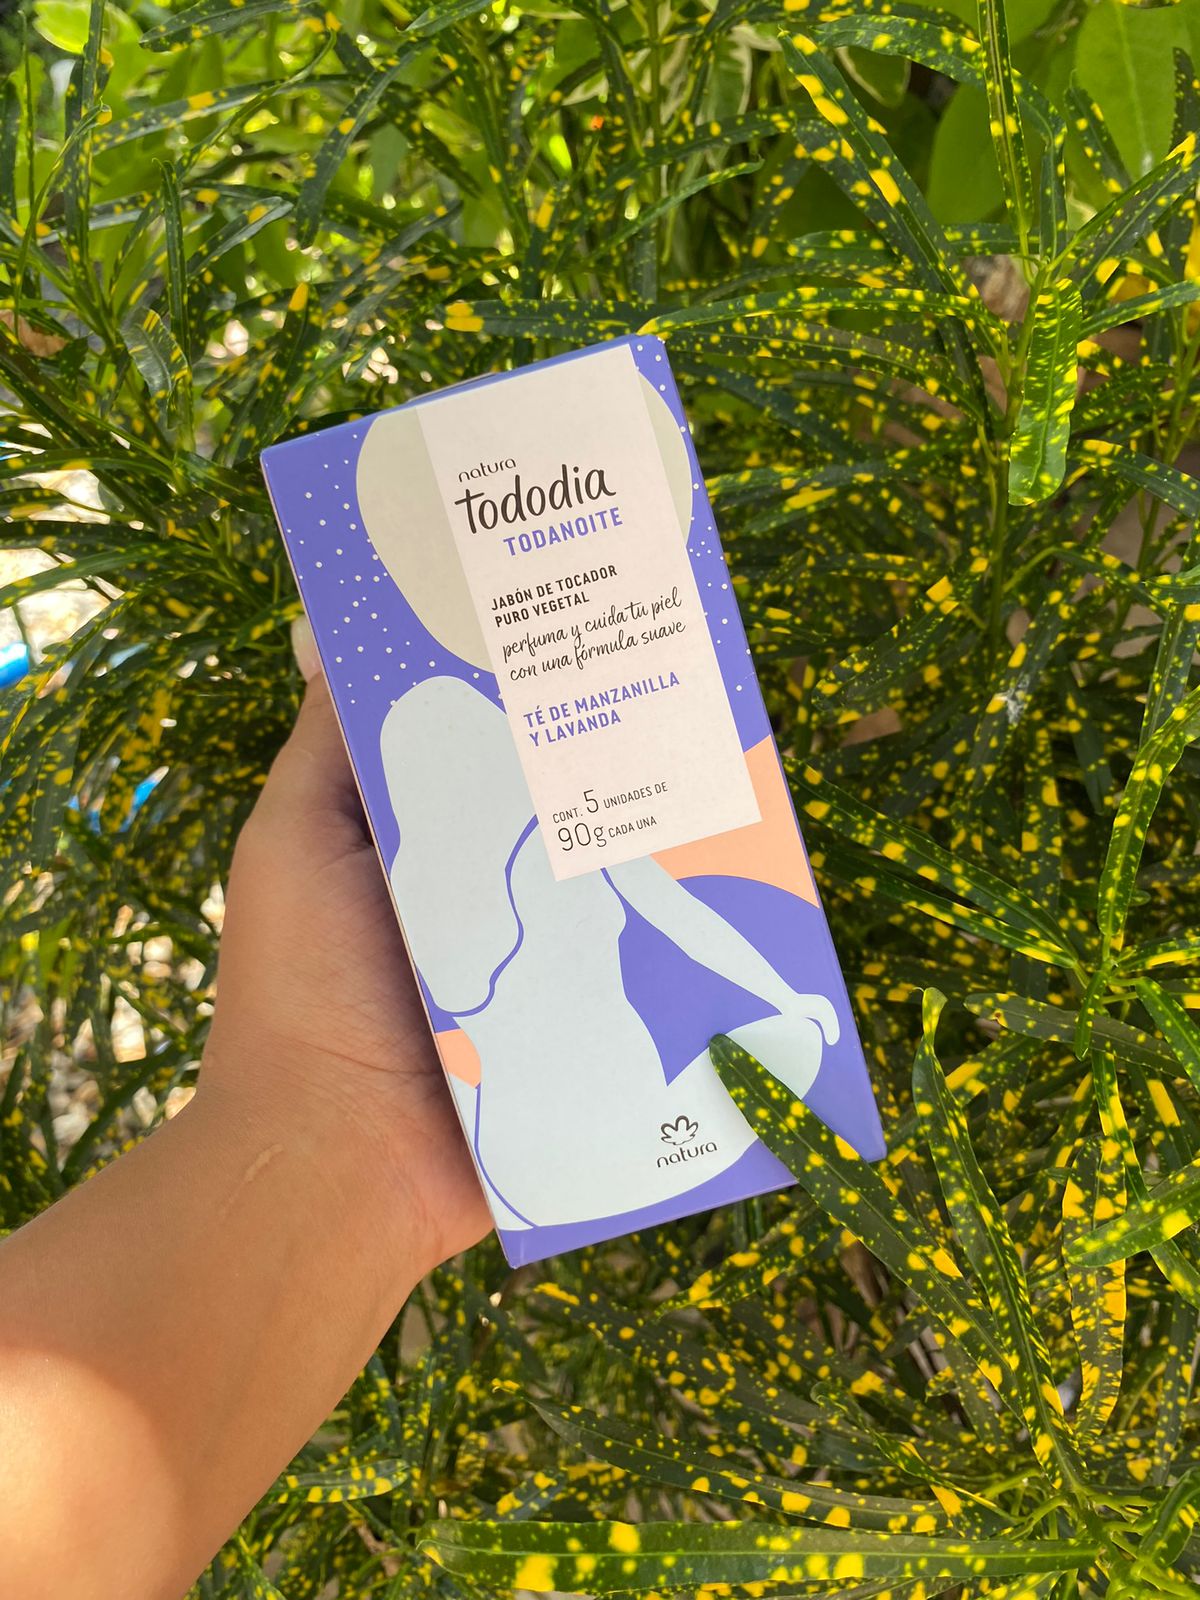 natura
tododia
TODANOITE
JABÓN DE TOCADOR
PURO VEGETAL
perfuma y cuida tu piel
con una fórmula suave
TÉ DE MANZANILLA
Y LAVANDA
CONT. 5 UNIDADES DE
90g CADA UNA
natura